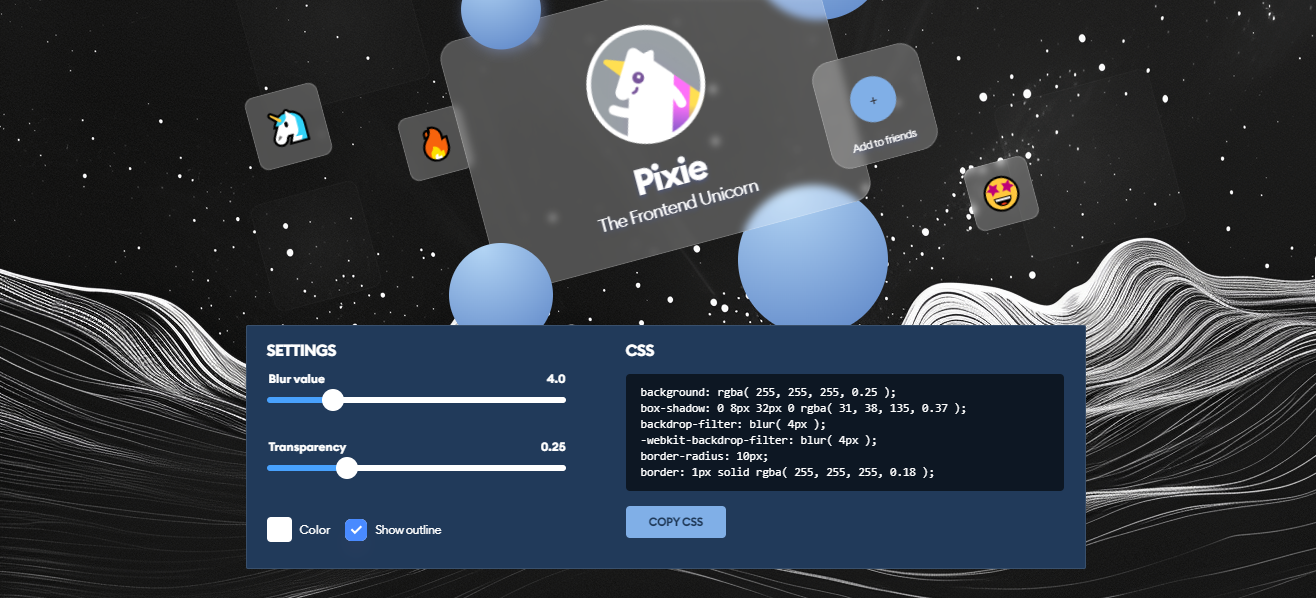 +
Add to friends
Pixie
The Frontend Unicorn
SETTINGS
Blur value 4.0
Transparency 0.25
Color Show outline
CSS
background: rgba( 255, 255, 255, 0.25 );
box-shadow: 0 8px 32px 0 rgba( 31, 38, 135, 0.37 );
backdrop-filter: blur( 4px );
-webkit-backdrop-filter: blur( 4px );
border-radius: 10px;
border: 1px solid rgba( 255, 255, 255, 0.18 );
COPY CSS